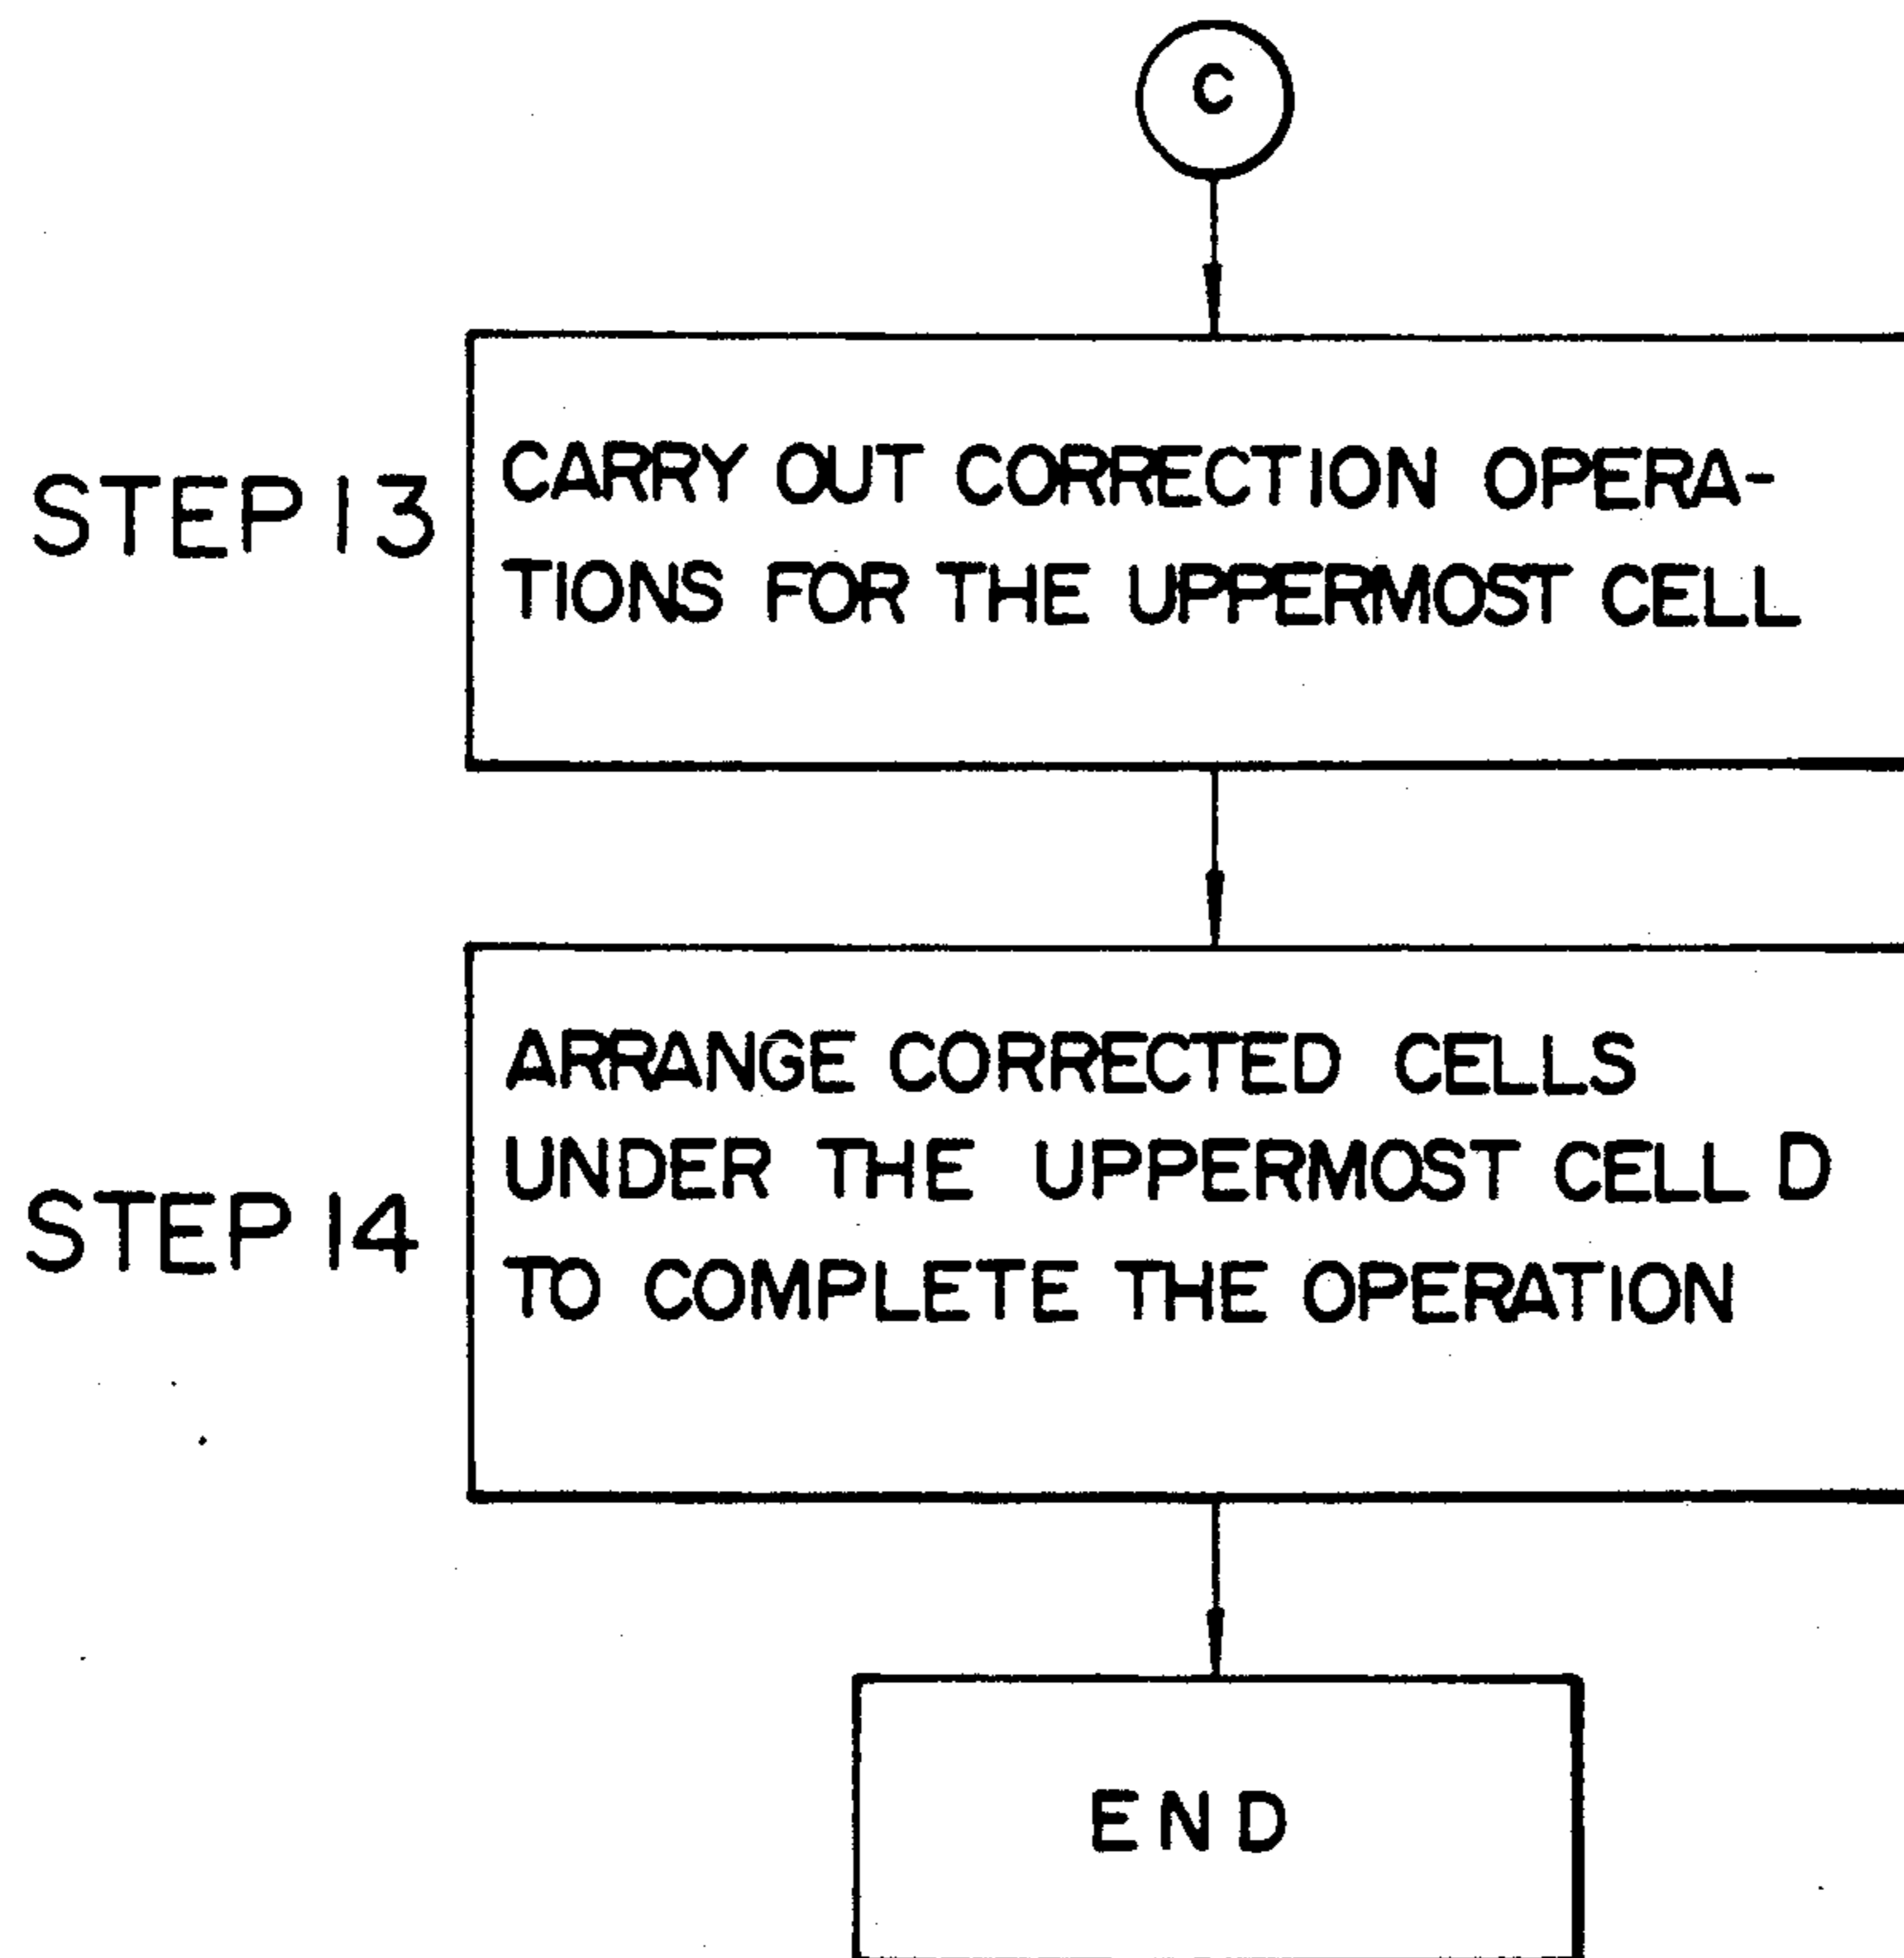 C
STEP 13
CARRY OUT CORRECTION OPERA-
TIONS FOR THE UPPERMOST CELL
STEP 14
ARRANGE CORRECTED CELLS
UNDER THE UPPERMOST CELL D
TO COMPLETE THE OPERATION
END